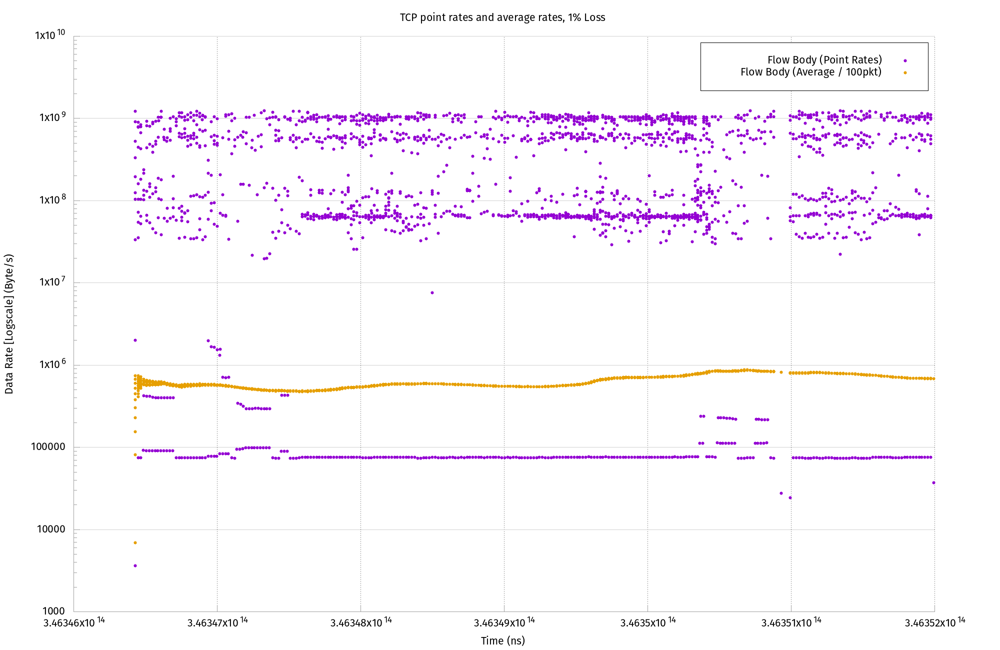 TCP point rates and average rates, 1% Loss
1x10^10
1x10^9
1x10^8
1x10^7
1x10^6
100000
10000
1000
Data Rate [Logscale] (Byte/s)
Flow Body (Point Rates)
Flow Body (Average / 100pkt)
3.46346x10^14 3.46347x10^14 3.46348x10^14 3.46349x10^14 3.4635x10^14 3.46351x10^14 3.46352x10^14
Time (ns)